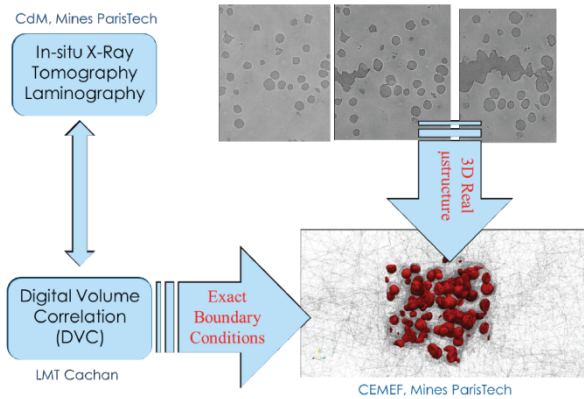 CdM, Mines ParisTech
In-situ X-Ray
Tomography
Laminography
3D Real
µstructure
Digital Volume
Correlation
(DVC)
Exact
Boundary
Conditions
LMT Cachan
CEMEF, Mines ParisTech